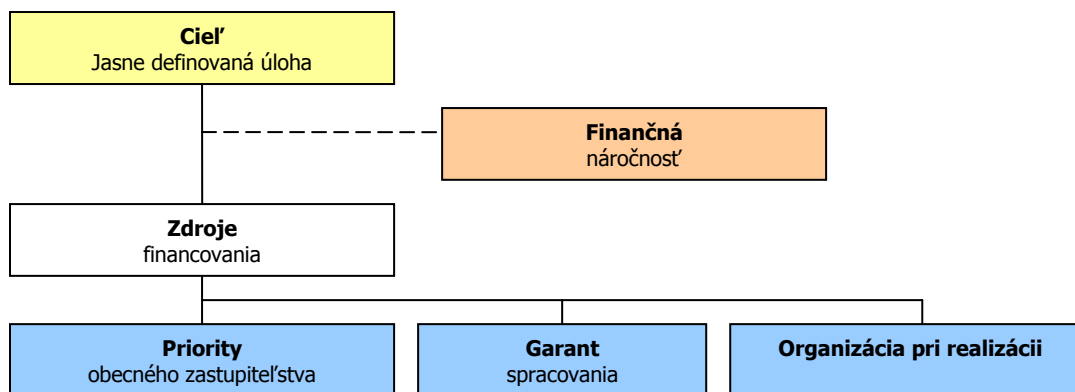 Cieľ
Jasne definovaná úloha
Finančná
náročnosť
Zdroje
financovania
Priority
obecného zastupiteľstva
Garant
spracovania
Organizácia pri realizácii